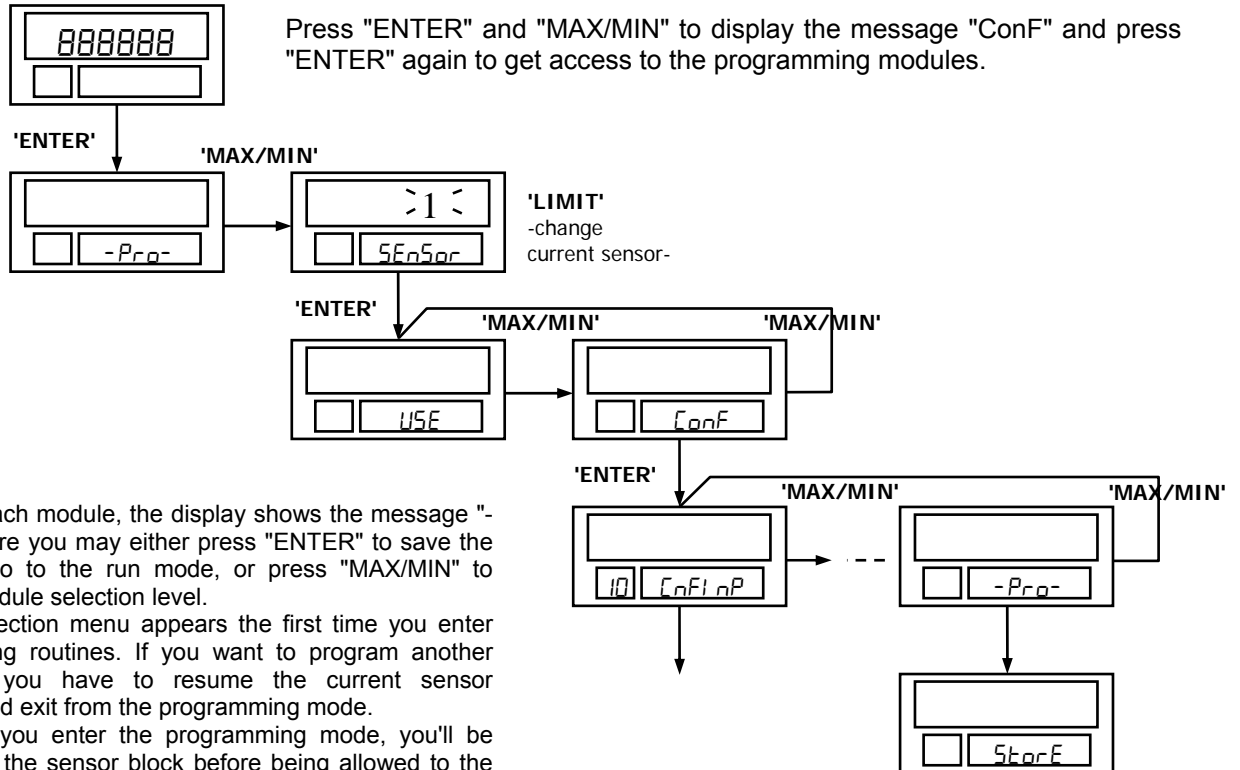 Press "ENTER" and "MAX/MIN" to display the message "ConF" and press
"ENTER" again to get access to the programming modules.
888888
'ENTER'
'MAX/MIN'
-Pro-
1
SEnSor
'LIMIT'
-change
current sensor-
'ENTER'
'MAX/MIN'
'MAX/MIN'
USE
ConF
'ENTER'
'MAX/MIN'
'MAX/MIN'
10 CnFInP
-Pro-
StorE
ach module, the display shows the message "-
re you may either press "ENTER" to save the
o to the run mode, or press "MAX/MIN" to
dule selection level.
ection menu appears the first time you enter
ng routines. If you want to program another
you have to resume the current sensor
d exit from the programming mode.
you enter the programming mode, you'll be
the sensor block before being allowed to the